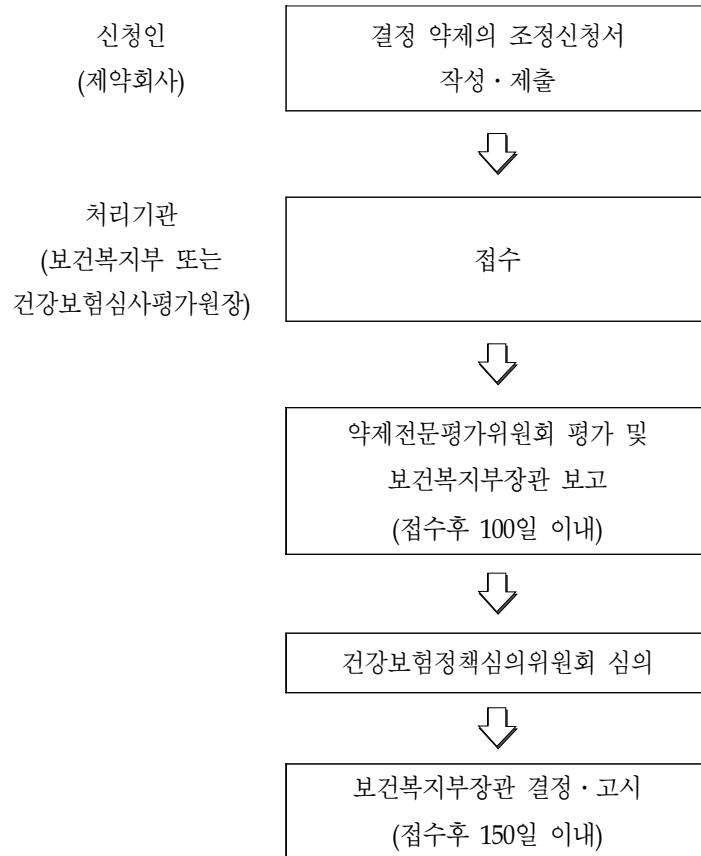 신청인
(제약회사)
결정 약제의 조정신청서
작성·제출
처리기관
(보건복지부 또는
건강보험심사평가원장)
접수
약제전문평가위원회 평가 및
보건복지부장관 보고
(접수후 100일 이내)
건강보험정책심의위원회 심의
보건복지부장관 결정·고시
(접수후 150일 이내)